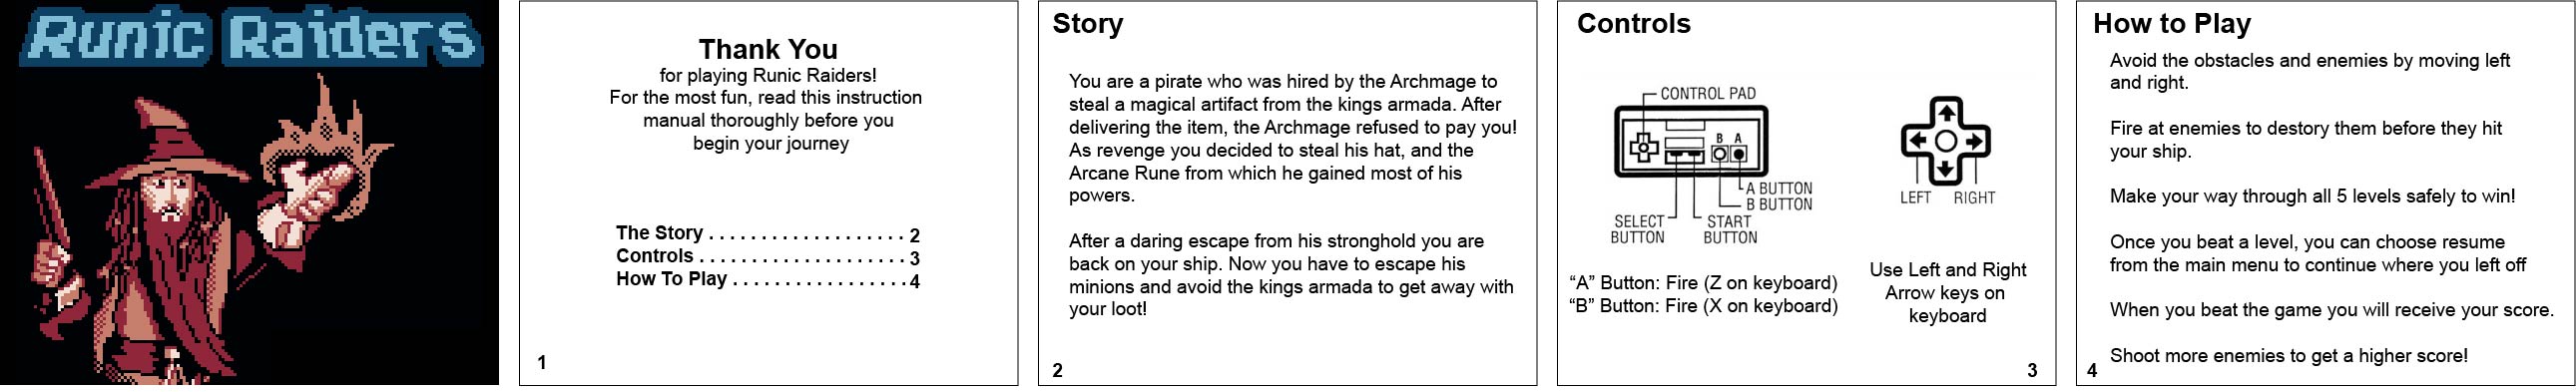 Runic Raiders
Thank You
for playing Runic Raiders!
For the most fun, read this instruction
manual thoroughly before you
begin your journey
The Story . . . . . . . . . . . . . . . . . . . 2
Controls . . . . . . . . . . . . . . . . . . . . 3
How To Play . . . . . . . . . . . . . . . . . 4
1
Story
You are a pirate who was hired by the Archmage to
steal a magical artifact from the kings armada. After
delivering the item, the Archmage refused to pay you!
As revenge you decided to steal his hat, and the
Arcane Rune from which he gained most of his
powers.
After a daring escape from his stronghold you are
back on your ship. Now you have to escape his
minions and avoid the kings armada to get away with
your loot!
2
Controls
CONTROL PAD
B A
A BUTTON
B BUTTON
SELECT
BUTTON
START
BUTTON
LEFT
RIGHT
“A” Button: Fire (Z on keyboard)
“B” Button: Fire (X on keyboard)
Use Left and Right
Arrow keys on
keyboard
3
How to Play
Avoid the obstacles and enemies by moving left
and right.
Fire at enemies to destory them before they hit
your ship.
Make your way through all 5 levels safely to win!
Once you beat a level, you can choose resume
from the main menu to continue where you left off
When you beat the game you will receive your score.
Shoot more enemies to get a higher score!
4